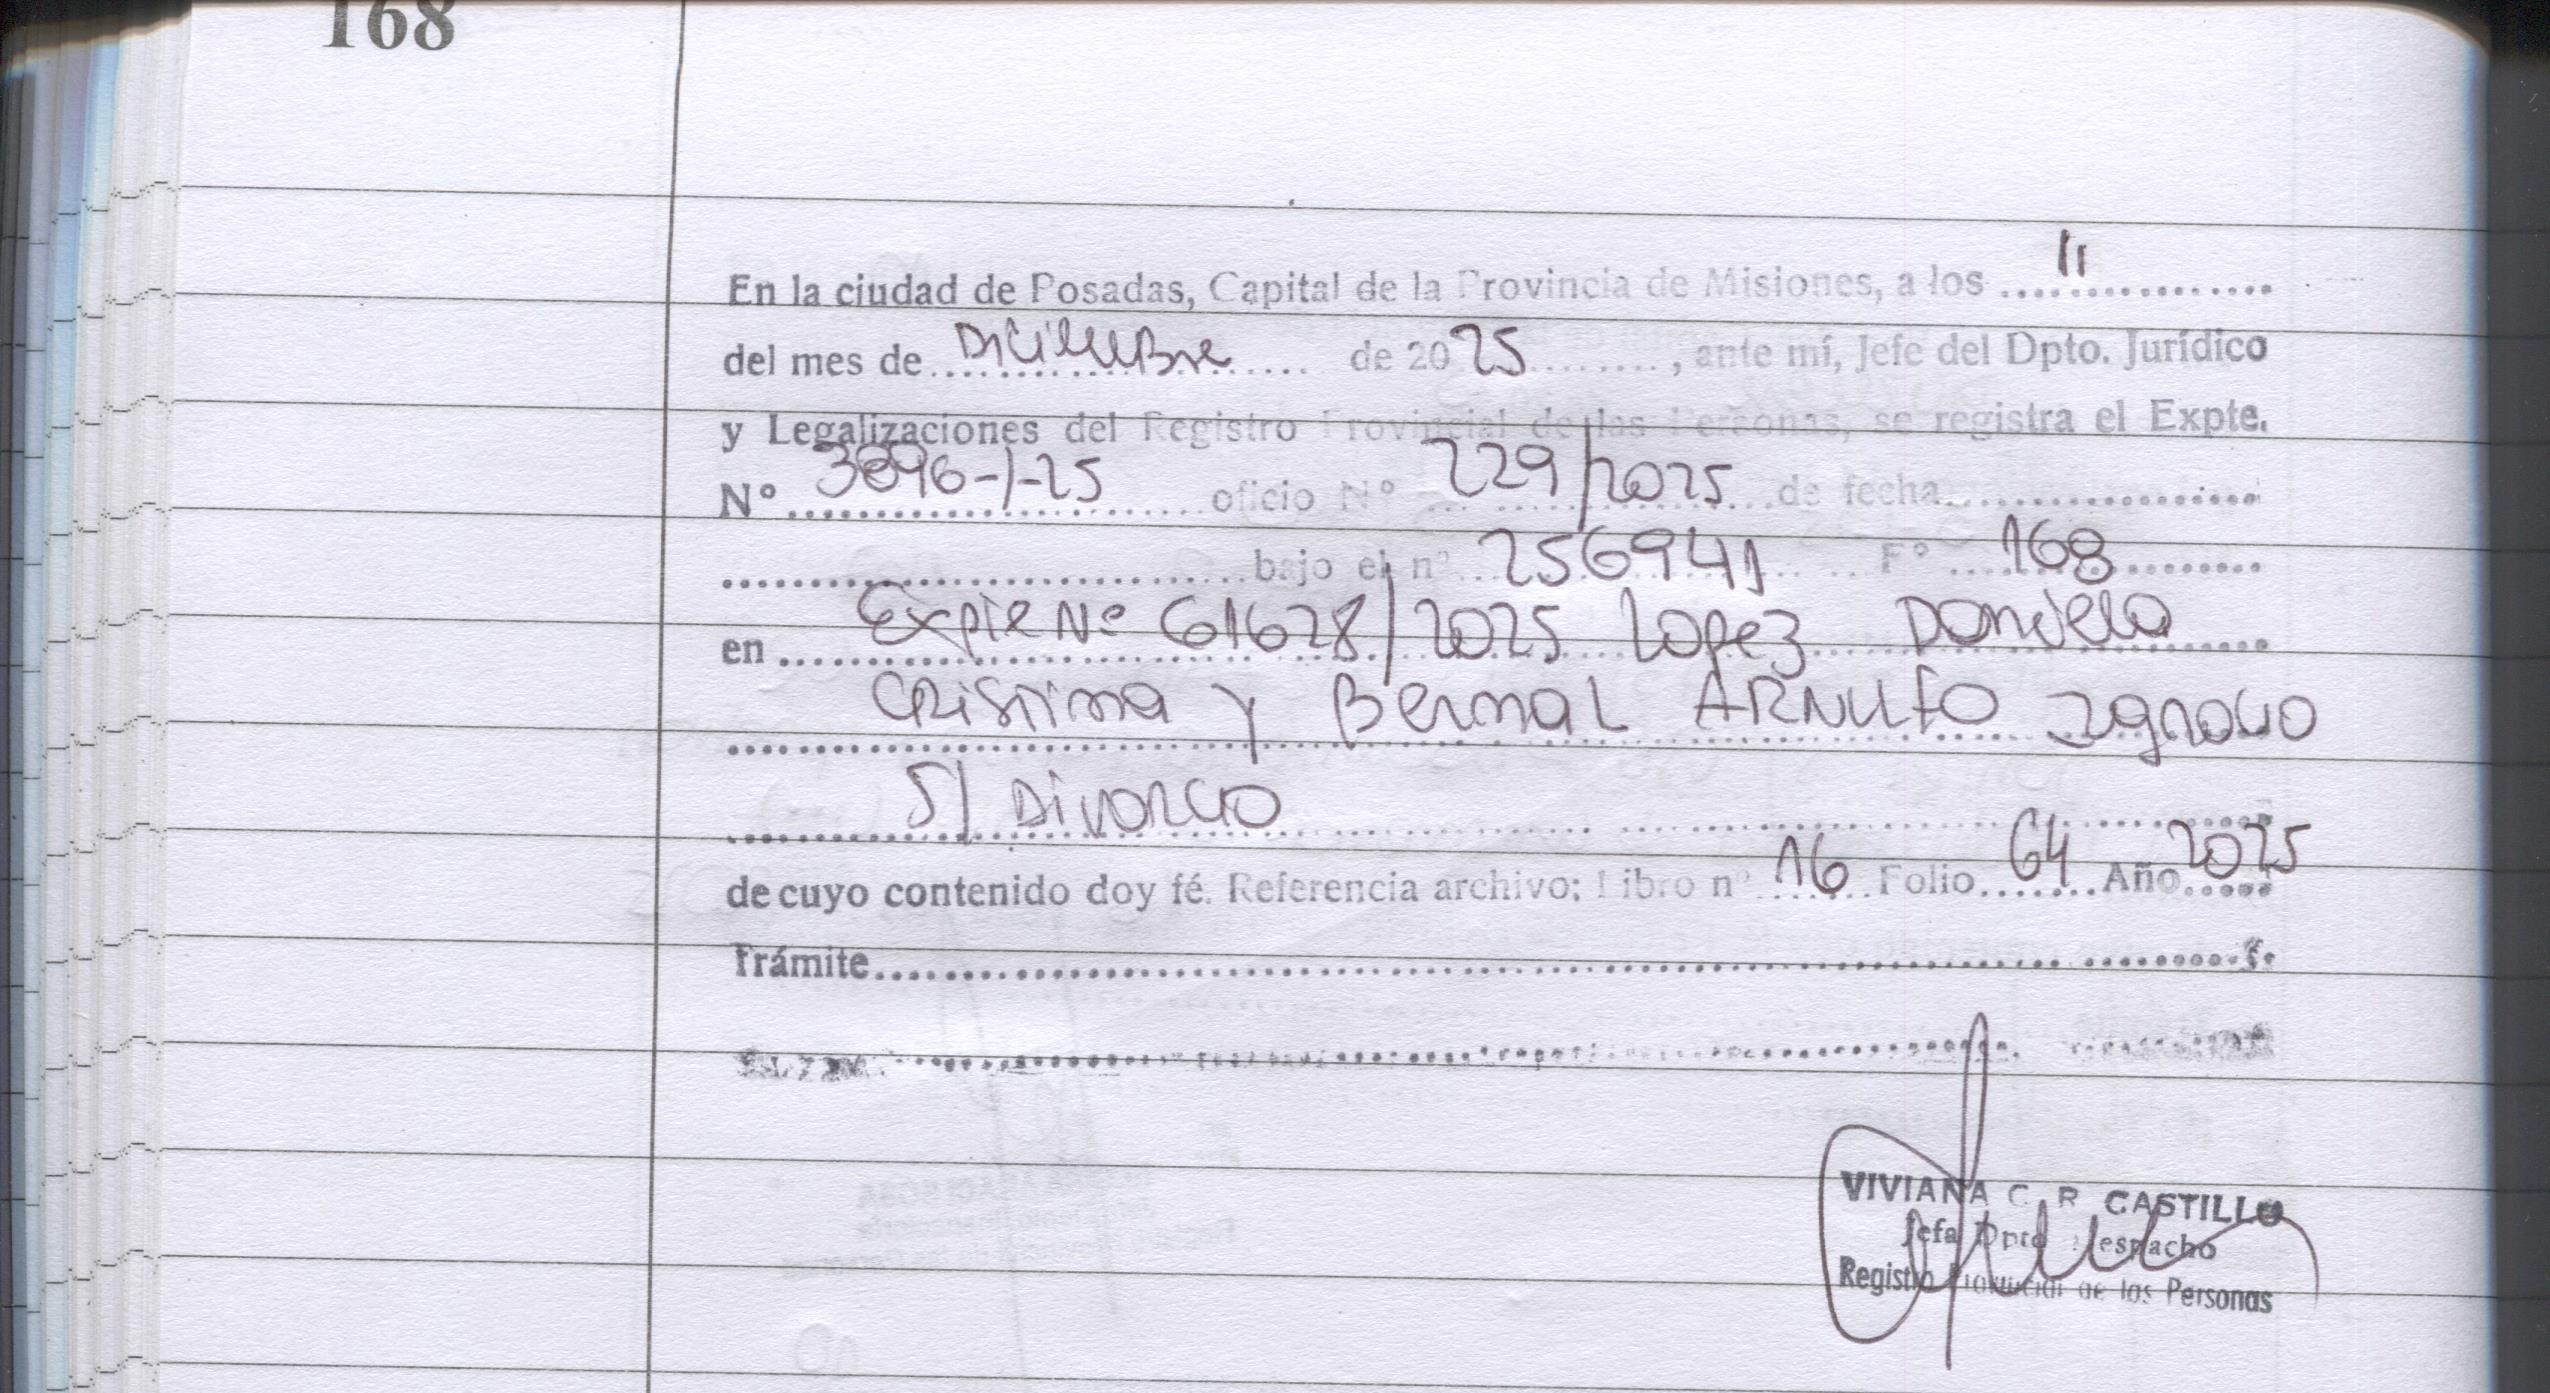 168
En la ciudad de Posadas, Capital de la Provincia de Misiones, a los 11
del mes de Diciembre de 2025, ante mí, Jefe del Dpto. Jurídico
y Legalizaciones del Registro Provincial de las Personas, se registra el Expte.
N° 3896-1-25 oficio N° 229/2025 de fecha
bajo el n° 256941 F° 168
en Expte N° 61628/2025 Lopez Daniela
Cristina y Bernal ARNULFO Ignacio
S/ Divorcio
de cuyo contenido doy fé. Referencia archivo: Libro n° 16 Folio 64 Año 2025
Trámite
VIVIANA C. R. CASTILLO
Jefa Dpto Despacho
Registro Provincial de las Personas